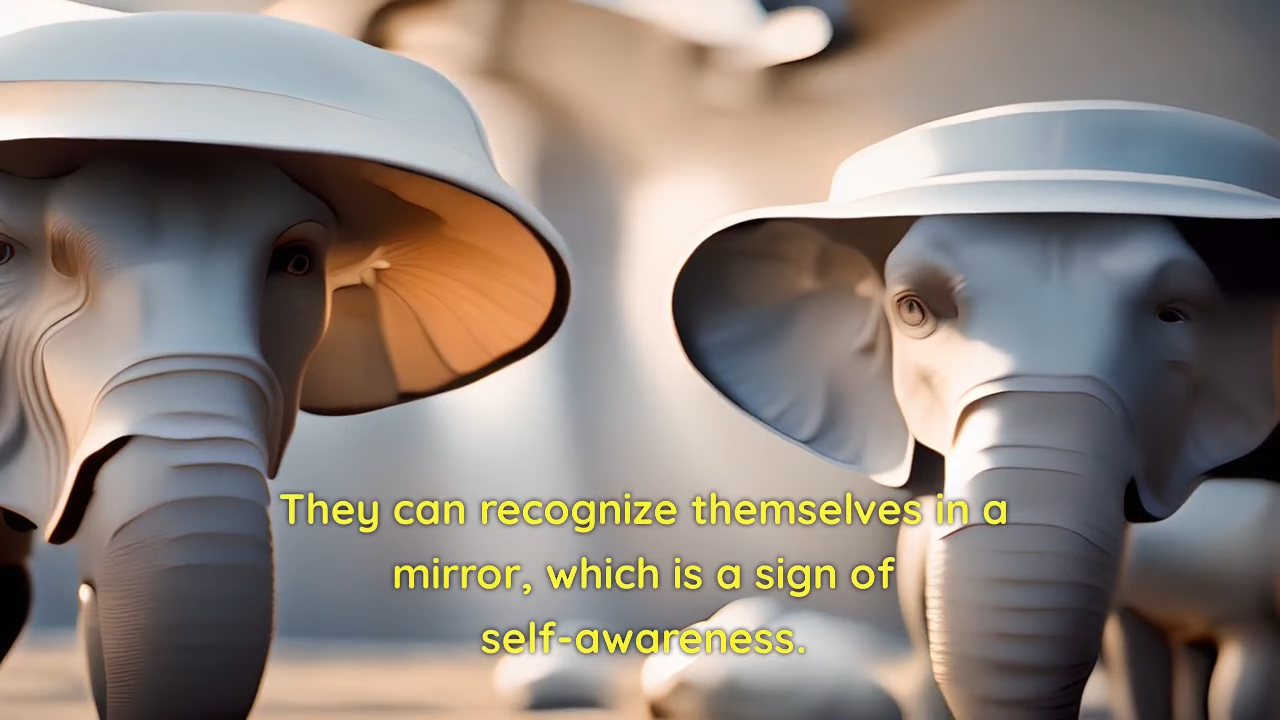 They can recognize themselves in a
mirror, which is a sign of
self-awareness.